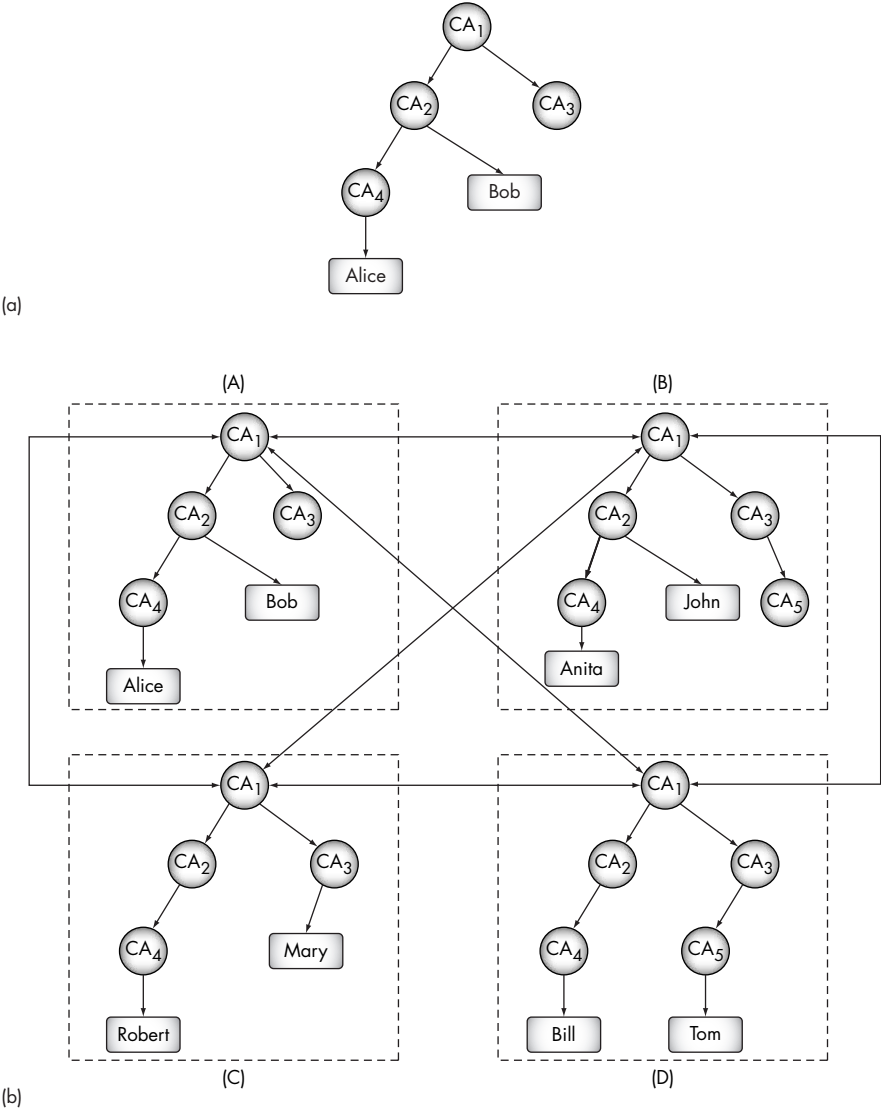 CA1
CA2
CA3
CA4
Bob
Alice
(a)
(A)
(B)
CA1
CA1
CA2
CA3
CA2
CA3
CA4
Bob
CA4
John
CA5
Alice
Anita
CA1
CA1
CA2
CA3
CA2
CA3
CA4
Mary
CA4
CA5
Robert
Bill
Tom
(C)
(D)
(b)